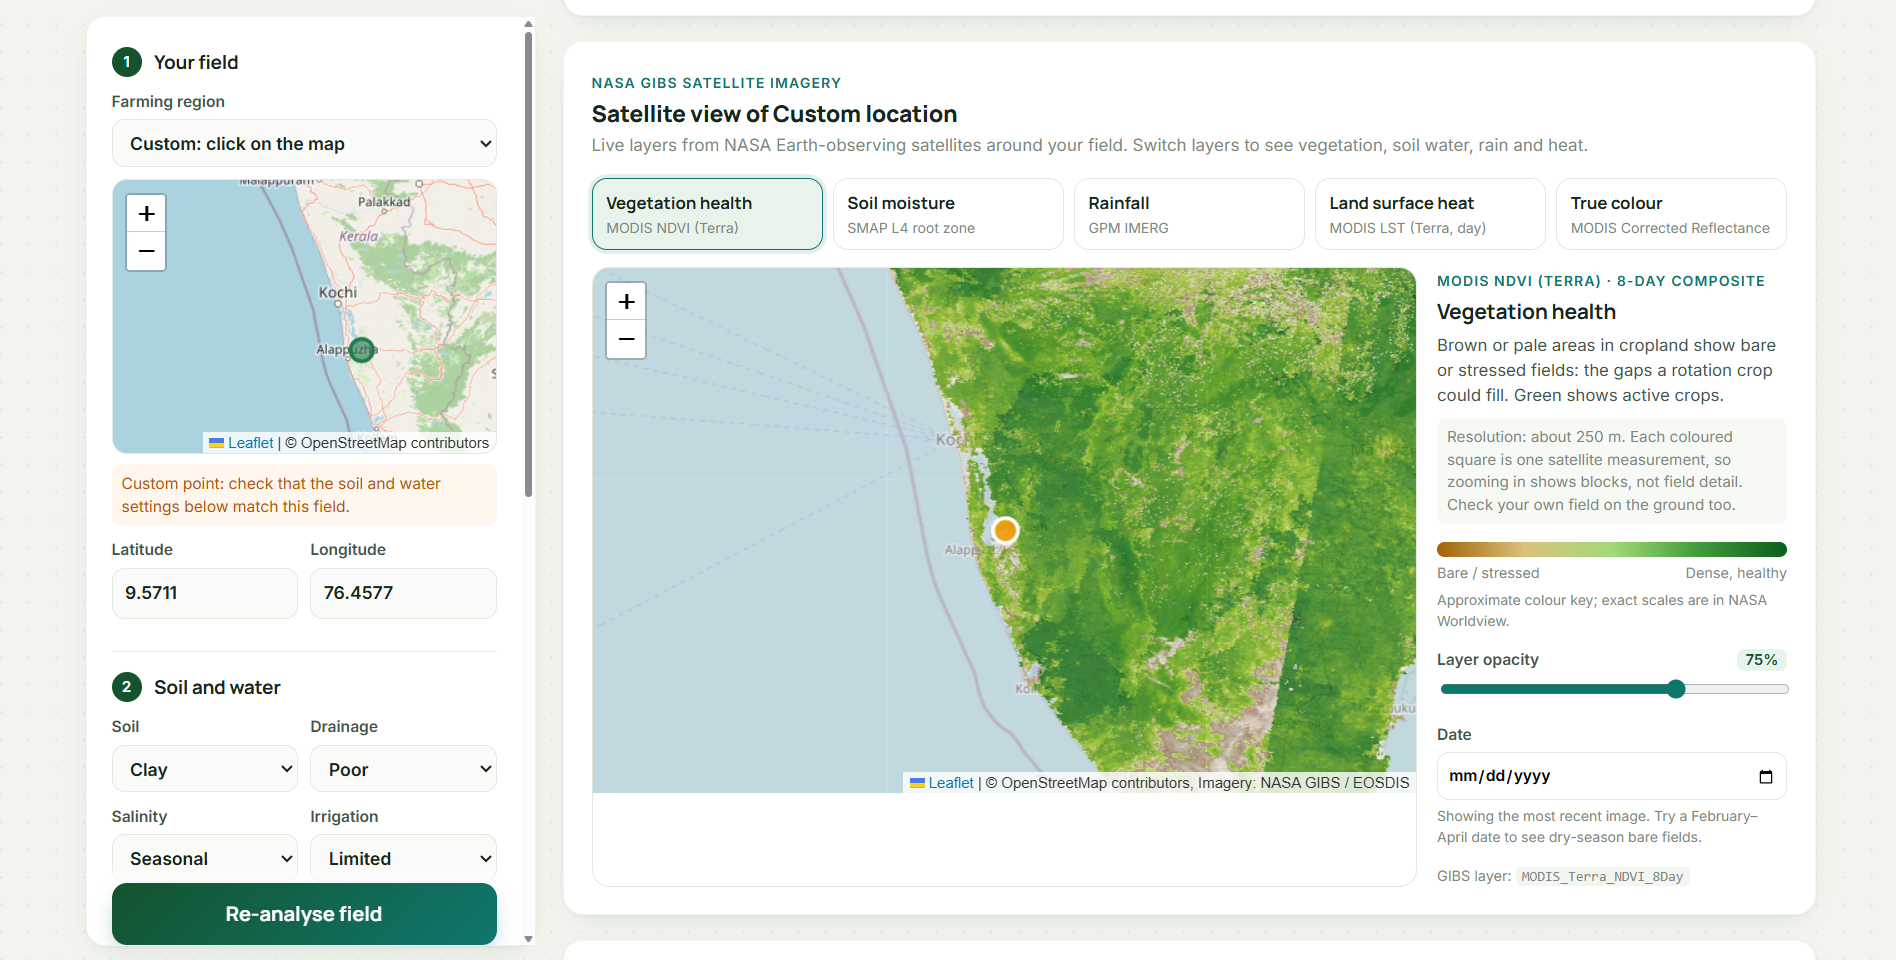 1 Your field
Farming region
Custom: click on the map
Malappuram
Palakkad
Kerala
Kochi
Alappuzha
+
−
Leaflet | © OpenStreetMap contributors
Custom point: check that the soil and water
settings below match this field.
Latitude Longitude
9.5711 76.4577
2 Soil and water
Soil Drainage
Clay Poor
Salinity Irrigation
Seasonal Limited
Re-analyse field
NASA GIBS SATELLITE IMAGERY
Satellite view of Custom location
Live layers from NASA Earth-observing satellites around your field. Switch layers to see vegetation, soil water, rain and heat.
Vegetation health
MODIS NDVI (Terra)
Soil moisture
SMAP L4 root zone
Rainfall
GPM IMERG
Land surface heat
MODIS LST (Terra, day)
True colour
MODIS Corrected Reflectance
+
−
Koch
Alapp
Leaflet | © OpenStreetMap contributors, Imagery: NASA GIBS / EOSDIS
MODIS NDVI (TERRA) · 8-DAY COMPOSITE
Vegetation health
Brown or pale areas in cropland show bare
or stressed fields: the gaps a rotation crop
could fill. Green shows active crops.
Resolution: about 250 m. Each coloured
square is one satellite measurement, so
zooming in shows blocks, not field detail.
Check your own field on the ground too.
Bare / stressed Dense, healthy
Approximate colour key; exact scales are in NASA
Worldview.
Layer opacity 75%
Date
mm/dd/yyyy
Showing the most recent image. Try a February–
April date to see dry-season bare fields.
GIBS layer: MODIS_Terra_NDVI_8Day